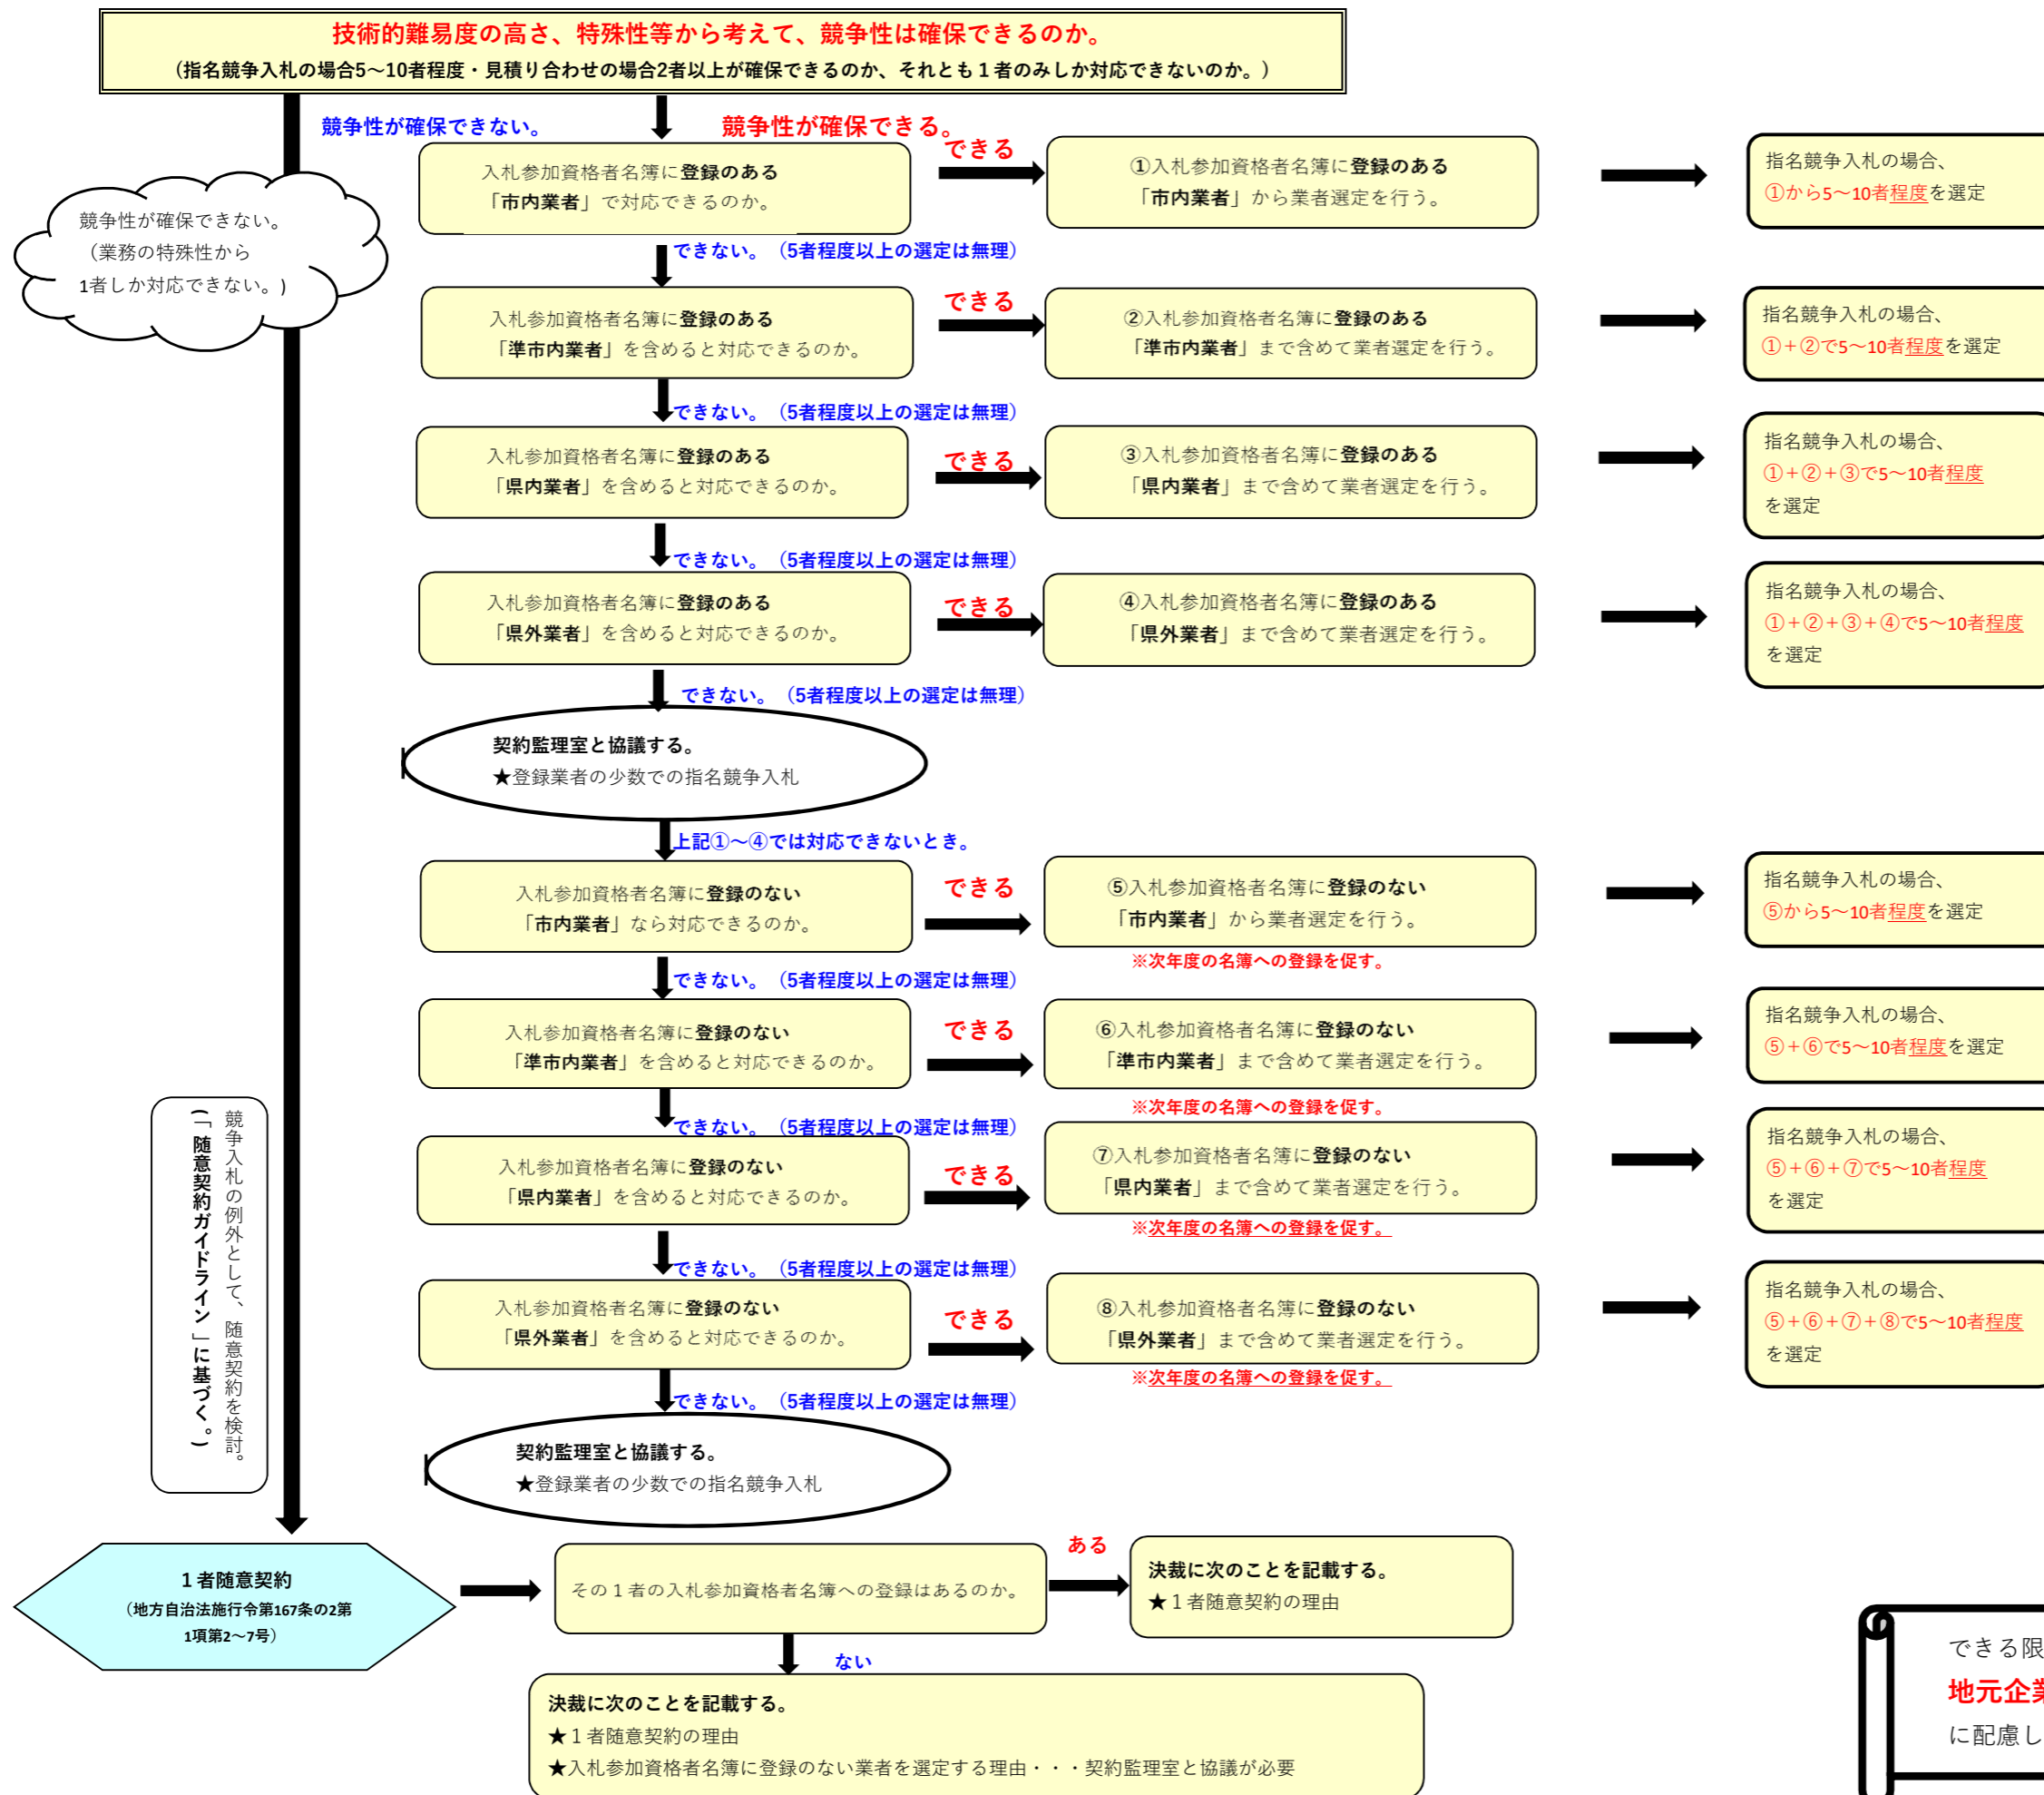 技術的難易度の高さ、特殊性等から考えて、競争性は確保できるのか。
（指名競争入札の場合5～10者程度・見積り合わせの場合2者以上が確保できるのか、それとも１者のみしか対応できないのか。）
競争性が確保できない。
競争性が確保できる。
競争性が確保できない。
（業務の特殊性から
1者しか対応できない。）
入札参加資格者名簿に登録のある
「市内業者」で対応できるのか。
できる
①入札参加資格者名簿に登録のある
「市内業者」から業者選定を行う。
指名競争入札の場合、
①から5～10者程度を選定
できない。（5者程度以上の選定は無理）
入札参加資格者名簿に登録のある
「準市内業者」を含めると対応できるのか。
できる
②入札参加資格者名簿に登録のある
「準市内業者」まで含めて業者選定を行う。
指名競争入札の場合、
①＋②で5～10者程度を選定
できない。（5者程度以上の選定は無理）
入札参加資格者名簿に登録のある
「県内業者」を含めると対応できるのか。
できる
③入札参加資格者名簿に登録のある
「県内業者」まで含めて業者選定を行う。
指名競争入札の場合、
①＋②＋③で5～10者程度
を選定
できない。（5者程度以上の選定は無理）
入札参加資格者名簿に登録のある
「県外業者」を含めると対応できるのか。
できる
④入札参加資格者名簿に登録のある
「県外業者」まで含めて業者選定を行う。
指名競争入札の場合、
①＋②＋③＋④で5～10者程度
を選定
できない。（5者程度以上の選定は無理）
契約監理室と協議する。
★登録業者の少数での指名競争入札
上記①～④では対応できないとき。
入札参加資格者名簿に登録のない
「市内業者」なら対応できるのか。
できる
⑤入札参加資格者名簿に登録のない
「市内業者」から業者選定を行う。
※次年度の名簿への登録を促す。
指名競争入札の場合、
⑤から5～10者程度を選定
できない。（5者程度以上の選定は無理）
入札参加資格者名簿に登録のない
「準市内業者」を含めると対応できるのか。
できる
⑥入札参加資格者名簿に登録のない
「準市内業者」まで含めて業者選定を行う。
※次年度の名簿への登録を促す。
指名競争入札の場合、
⑤＋⑥で5～10者程度を選定
できない。（5者程度以上の選定は無理）
入札参加資格者名簿に登録のない
「県内業者」を含めると対応できるのか。
できる
⑦入札参加資格者名簿に登録のない
「県内業者」まで含めて業者選定を行う。
※次年度の名簿への登録を促す。
指名競争入札の場合、
⑤＋⑥＋⑦で5～10者程度
を選定
できない。（5者程度以上の選定は無理）
入札参加資格者名簿に登録のない
「県外業者」を含めると対応できるのか。
できる
⑧入札参加資格者名簿に登録のない
「県外業者」まで含めて業者選定を行う。
※次年度の名簿への登録を促す。
指名競争入札の場合、
⑤＋⑥＋⑦＋⑧で5～10者程度
を選定
できない。（5者程度以上の選定は無理）
契約監理室と協議する。
★登録業者の少数での指名競争入札
競争入札の例外として、随意契約を検討。
（「随意契約ガイドライン」に基づく。）
１者随意契約
（地方自治法施行令第167条の2第
1項第2～7号）
その１者の入札参加資格者名簿への登録はあるのか。
ある
決裁に次のことを記載する。
★１者随意契約の理由
ない
決裁に次のことを記載する。
★１者随意契約の理由
★入札参加資格者名簿に登録のない業者を選定する理由・・・契約監理室と協議が必要
できる限
地元企業
に配慮し